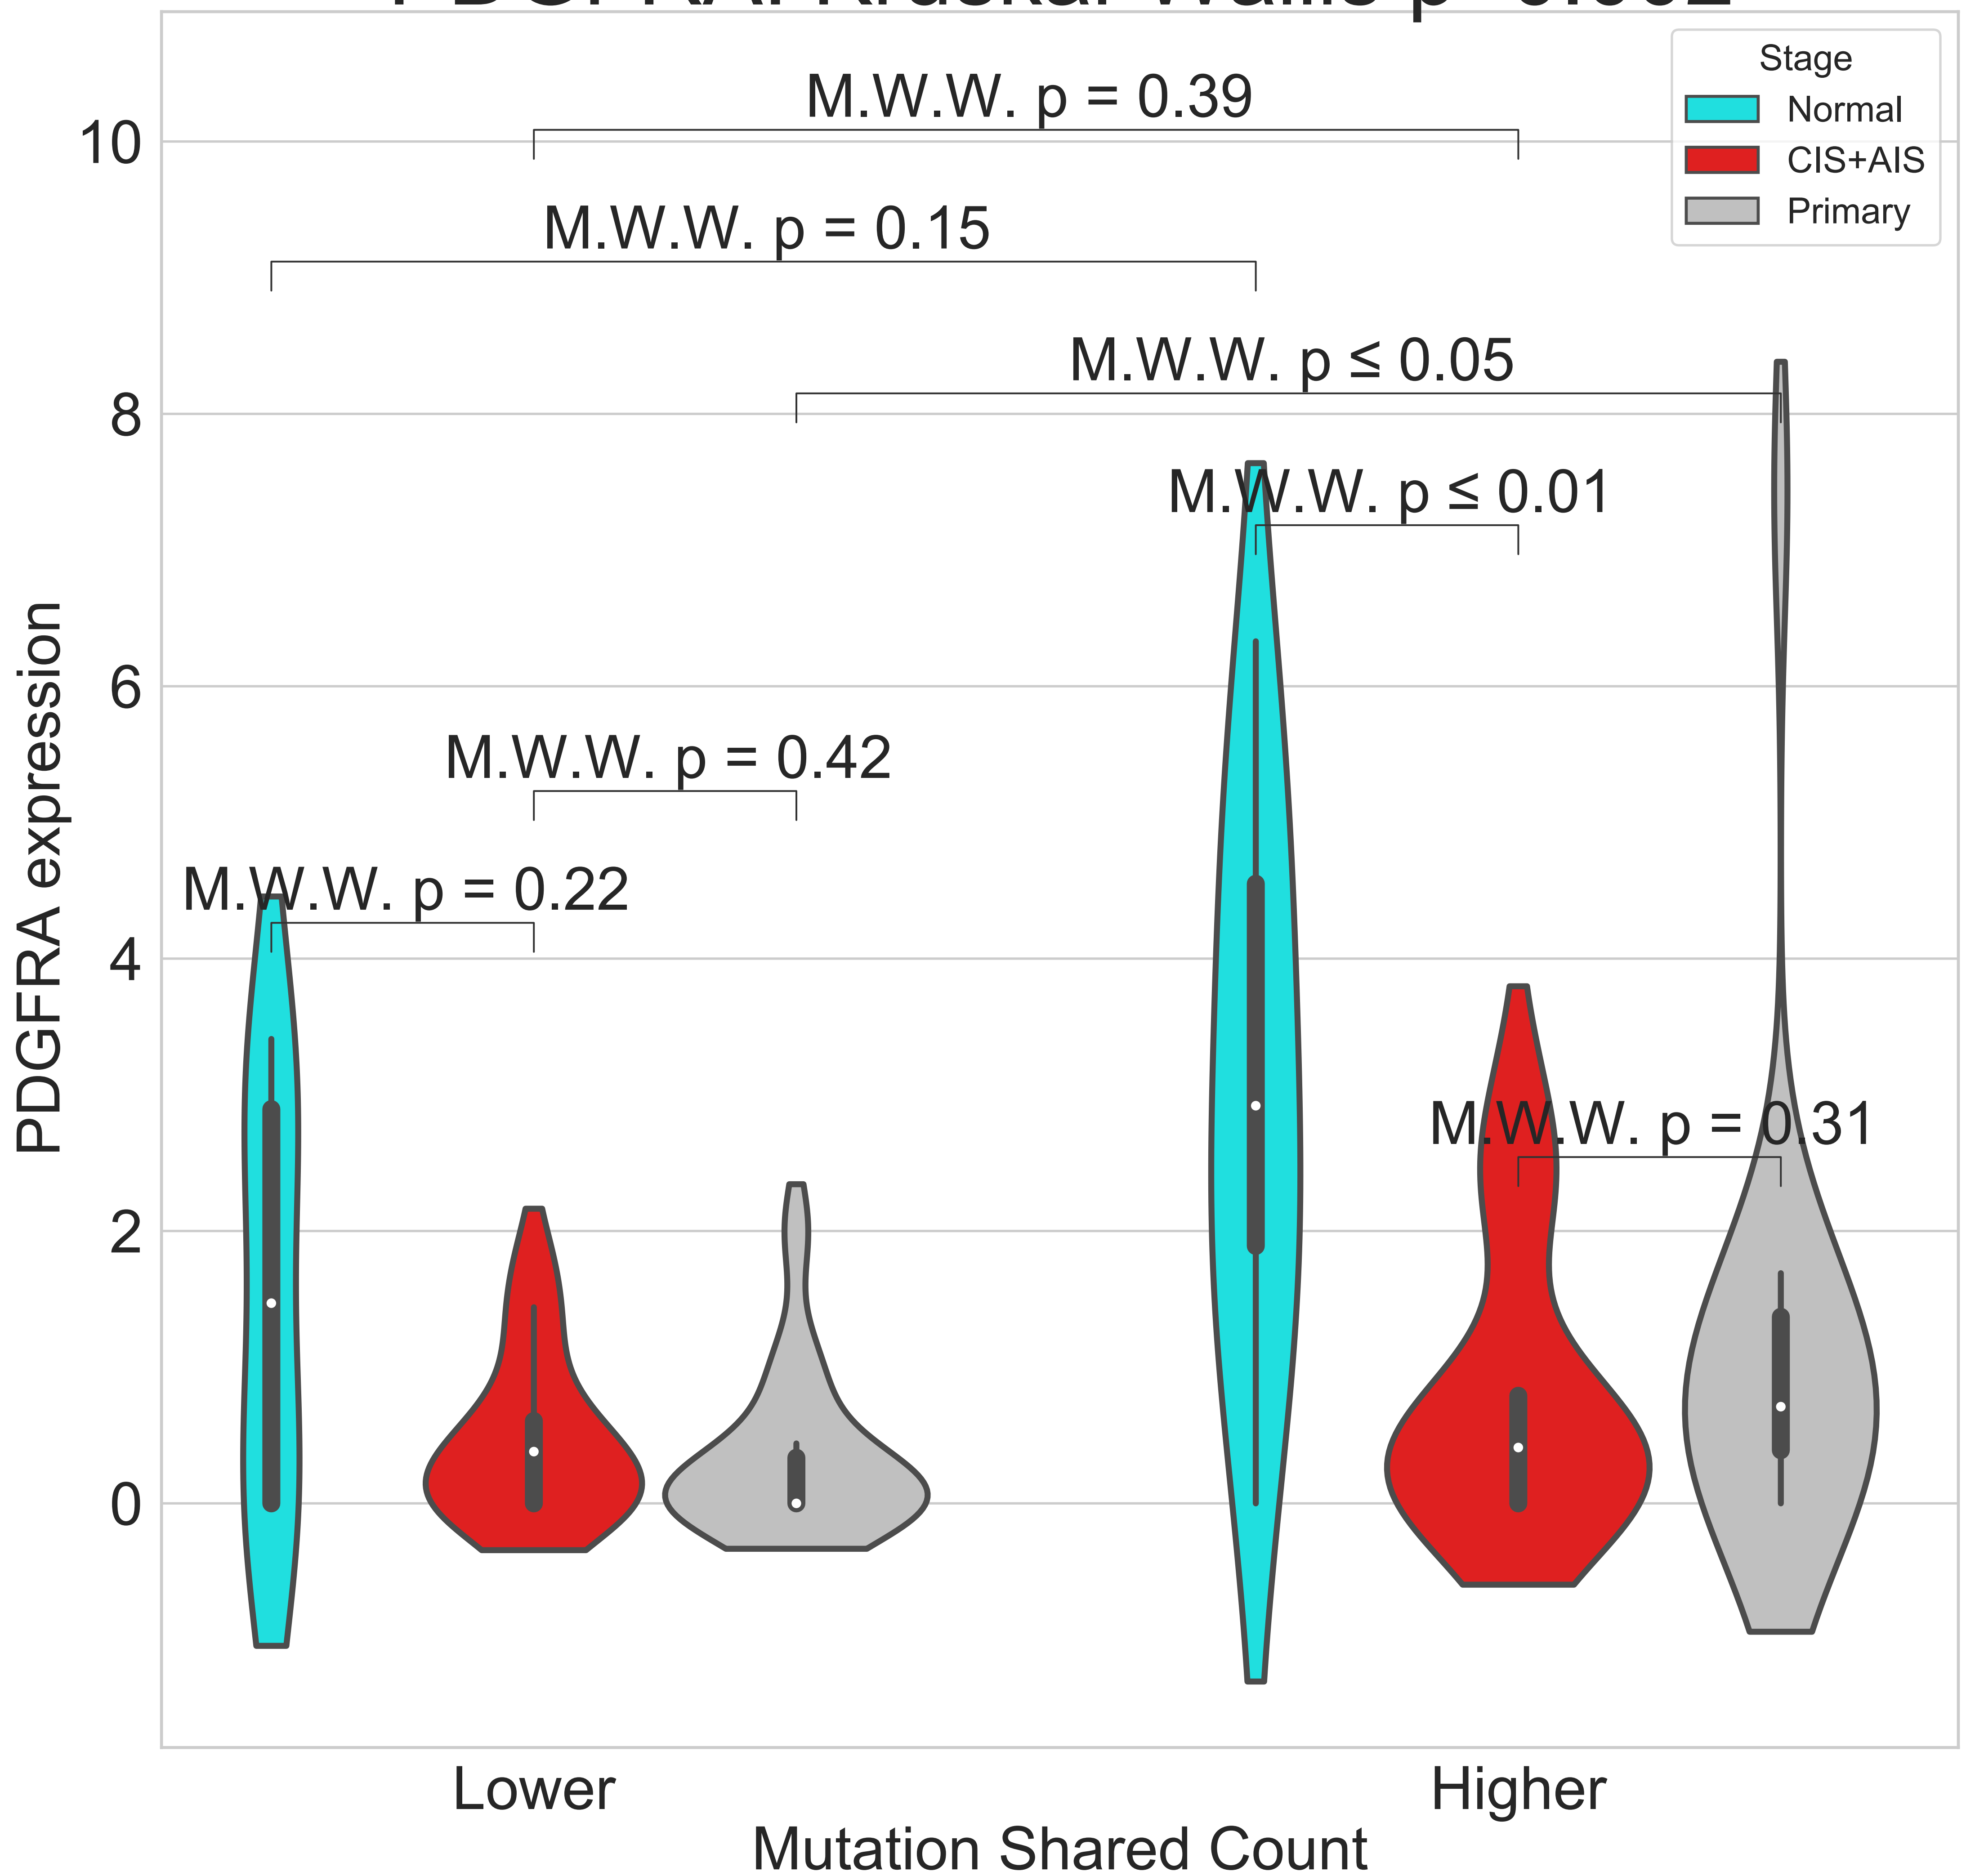 Stage
Normal
CIS+AIS
Primary
M.W.W. p = 0.39
M.W.W. p = 0.15
M.W.W. p ≤ 0.05
M.W.W. p ≤ 0.01
M.W.W. p = 0.42
M.W.W. p = 0.22
M.W.W. p = 0.31
10
8
6
4
2
0
PDGFRA expression
Lower
Higher
Mutation Shared Count